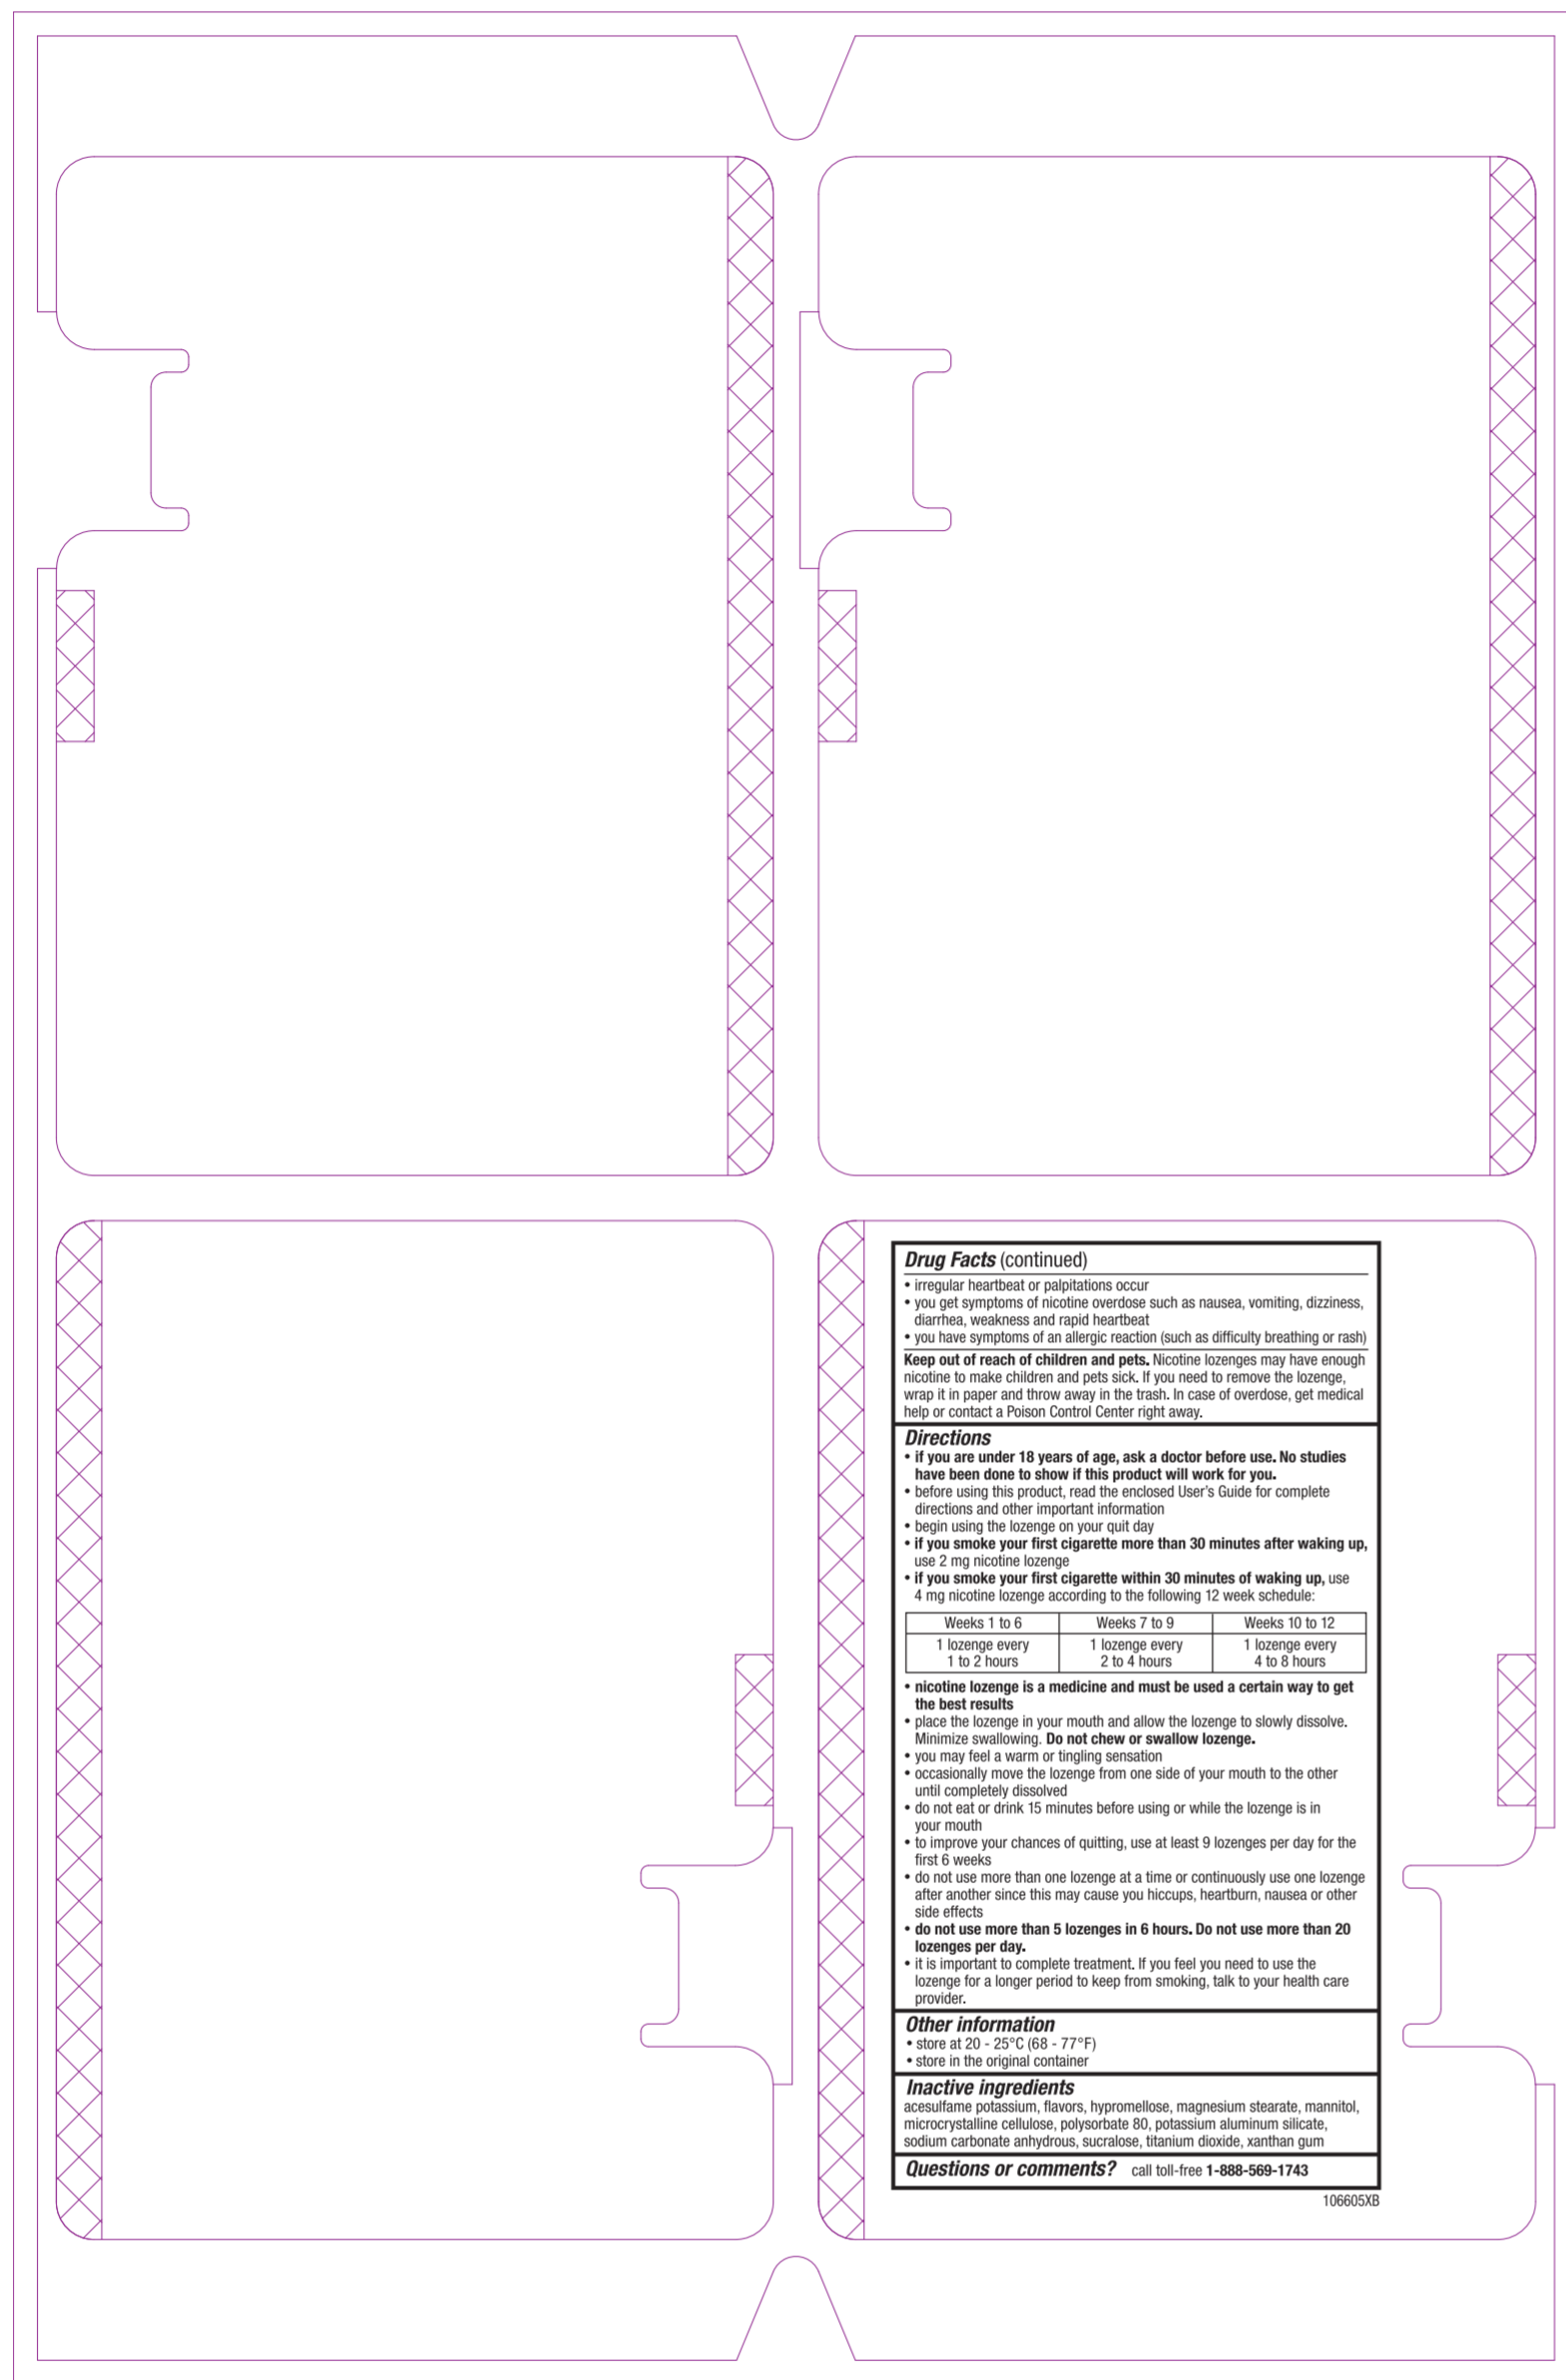 Drug Facts (continued)
• irregular heartbeat or palpitations occur
• you get symptoms of nicotine overdose such as nausea, vomiting, dizziness,
diarrhea, weakness and rapid heartbeat
• you have symptoms of an allergic reaction (such as difficulty breathing or rash)
Keep out of reach of children and pets. Nicotine lozenges may have enough
nicotine to make children and pets sick. If you need to remove the lozenge,
wrap it in paper and throw away in the trash. In case of overdose, get medical
help or contact a Poison Control Center right away.
Directions
• if you are under 18 years of age, ask a doctor before use. No studies
have been done to show if this product will work for you.
• before using this product, read the enclosed User’s Guide for complete
directions and other important information
• begin using the lozenge on your quit day
• if you smoke your first cigarette more than 30 minutes after waking up,
use 2 mg nicotine lozenge
• if you smoke your first cigarette within 30 minutes of waking up, use
4 mg nicotine lozenge according to the following 12 week schedule:
Weeks 1 to 6 Weeks 7 to 9 Weeks 10 to 12
1 lozenge every 1 lozenge every 1 lozenge every
1 to 2 hours 2 to 4 hours 4 to 8 hours
• nicotine lozenge is a medicine and must be used a certain way to get
the best results
• place the lozenge in your mouth and allow the lozenge to slowly dissolve.
Minimize swallowing. Do not chew or swallow lozenge.
• you may feel a warm or tingling sensation
• occasionally move the lozenge from one side of your mouth to the other
until completely dissolved
• do not eat or drink 15 minutes before using or while the lozenge is in
your mouth
• to improve your chances of quitting, use at least 9 lozenges per day for the
first 6 weeks
• do not use more than one lozenge at a time or continuously use one lozenge
after another since this may cause you hiccups, heartburn, nausea or other
side effects
• do not use more than 5 lozenges in 6 hours. Do not use more than 20
lozenges per day.
• it is important to complete treatment. If you feel you need to use the
lozenge for a longer period to keep from smoking, talk to your health care
provider.
Other information
• store at 20 - 25°C (68 - 77°F)
• store in the original container
Inactive ingredients
acesulfame potassium, flavors, hypromellose, magnesium stearate, mannitol,
microcrystalline cellulose, polysorbate 80, potassium aluminum silicate,
sodium carbonate anhydrous, sucralose, titanium dioxide, xanthan gum
Questions or comments? call toll-free 1-888-569-1743
106605XB